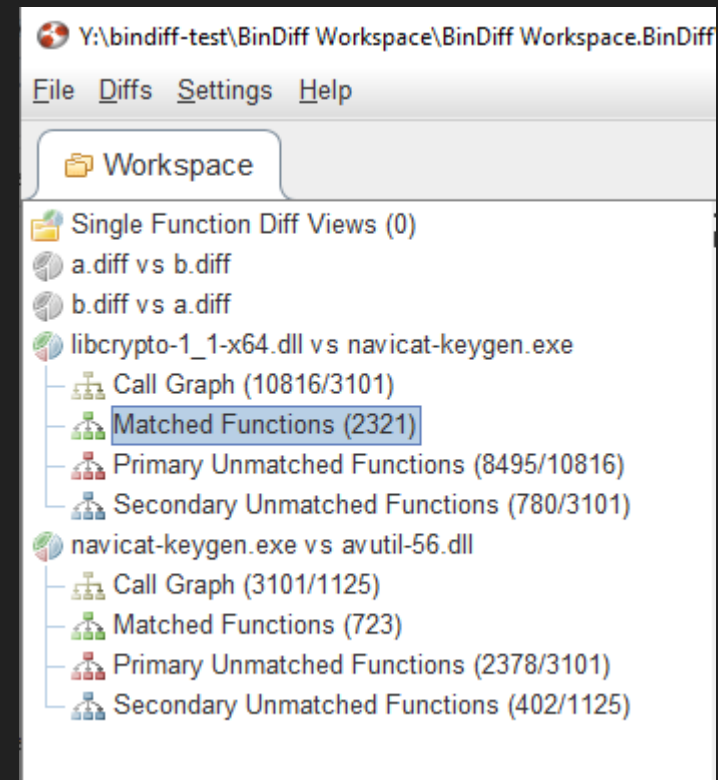 Y:\bindiff-test\BinDiff Workspace\BinDiff Workspace.BinDiff
File Diffs Settings Help
Workspace
Single Function Diff Views (0)
a.diff vs b.diff
b.diff vs a.diff
libcrypto-1_1-x64.dll vs navicat-keygen.exe
Call Graph (10816/3101)
Matched Functions (2321)
Primary Unmatched Functions (8495/10816)
Secondary Unmatched Functions (780/3101)
navicat-keygen.exe vs avutil-56.dll
Call Graph (3101/1125)
Matched Functions (723)
Primary Unmatched Functions (2378/3101)
Secondary Unmatched Functions (402/1125)